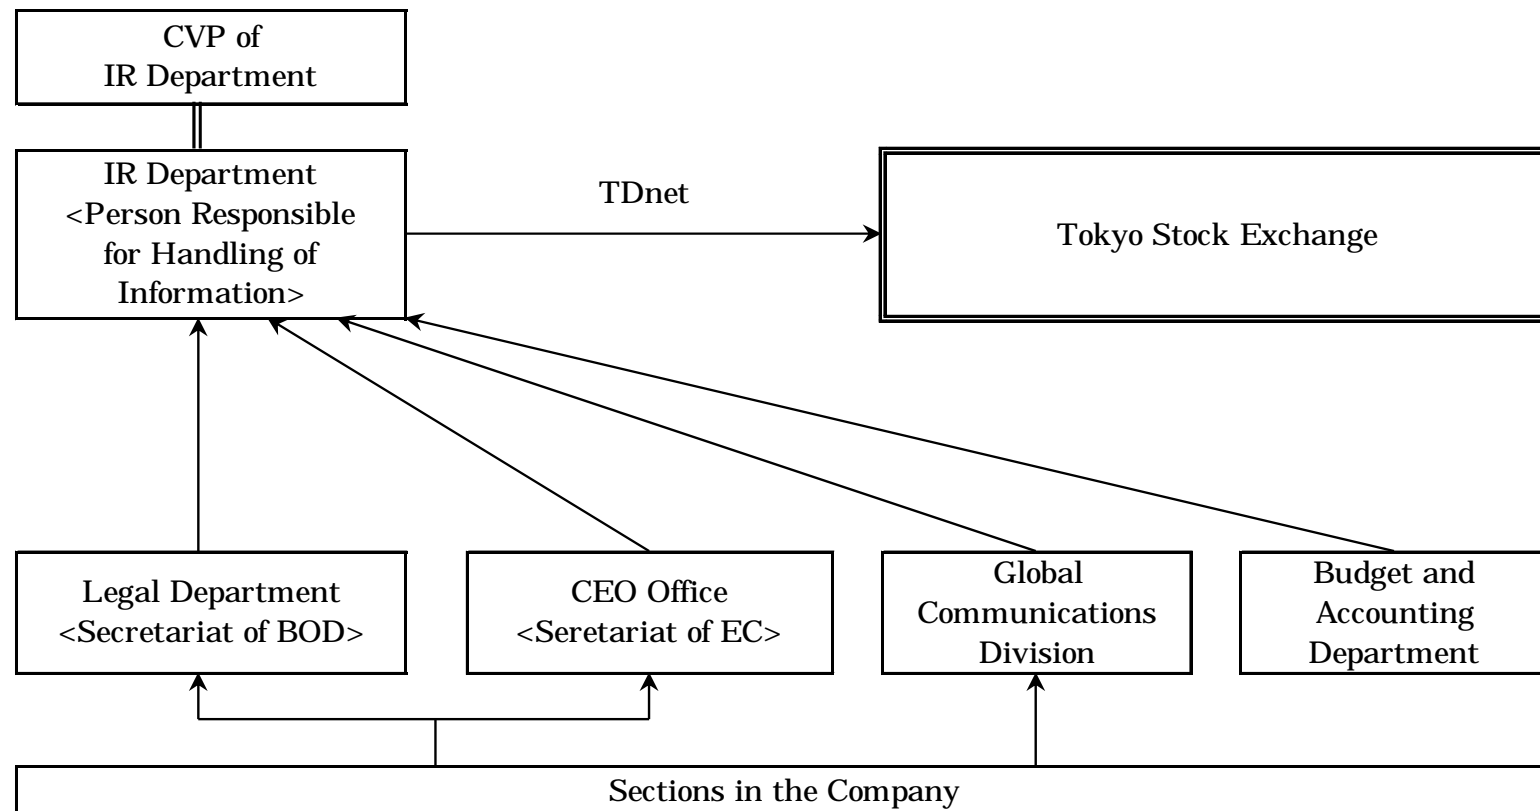 CVP of
IR Department
IR Department
<Person Responsible
for Handling of
Information>
TDnet
Tokyo Stock Exchange
Legal Department
<Secretariat of BOD>
CEO Office
<Seretariat of EC>
Global
Communications
Division
Budget and
Accounting
Department
Sections in the Company